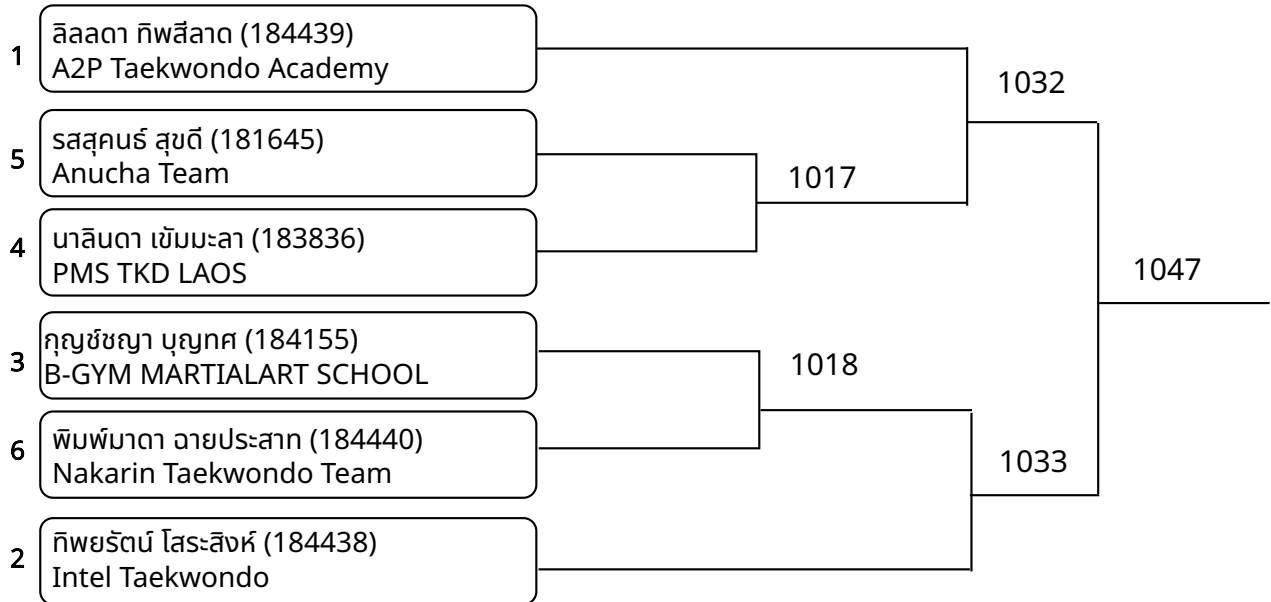 1
ลิลลดา ทิพสีลาด (184439)
A2P Taekwondo Academy
1032
5
รสสุคนธ์ สุขดี (181645)
Anucha Team
1017
4
นาลินดา เข้มมะลา (183836)
PMS TKD LAOS
1047
3
กุญช์ชญา บุญทศ (184155)
B-GYM MARTIALART SCHOOL
1018
6
พิมพ์มาดา ฉายประสาท (184440)
Nakarin Taekwondo Team
1033
2
ทิพยรัตน์ โสระสิงห์ (184438)
Intel Taekwondo